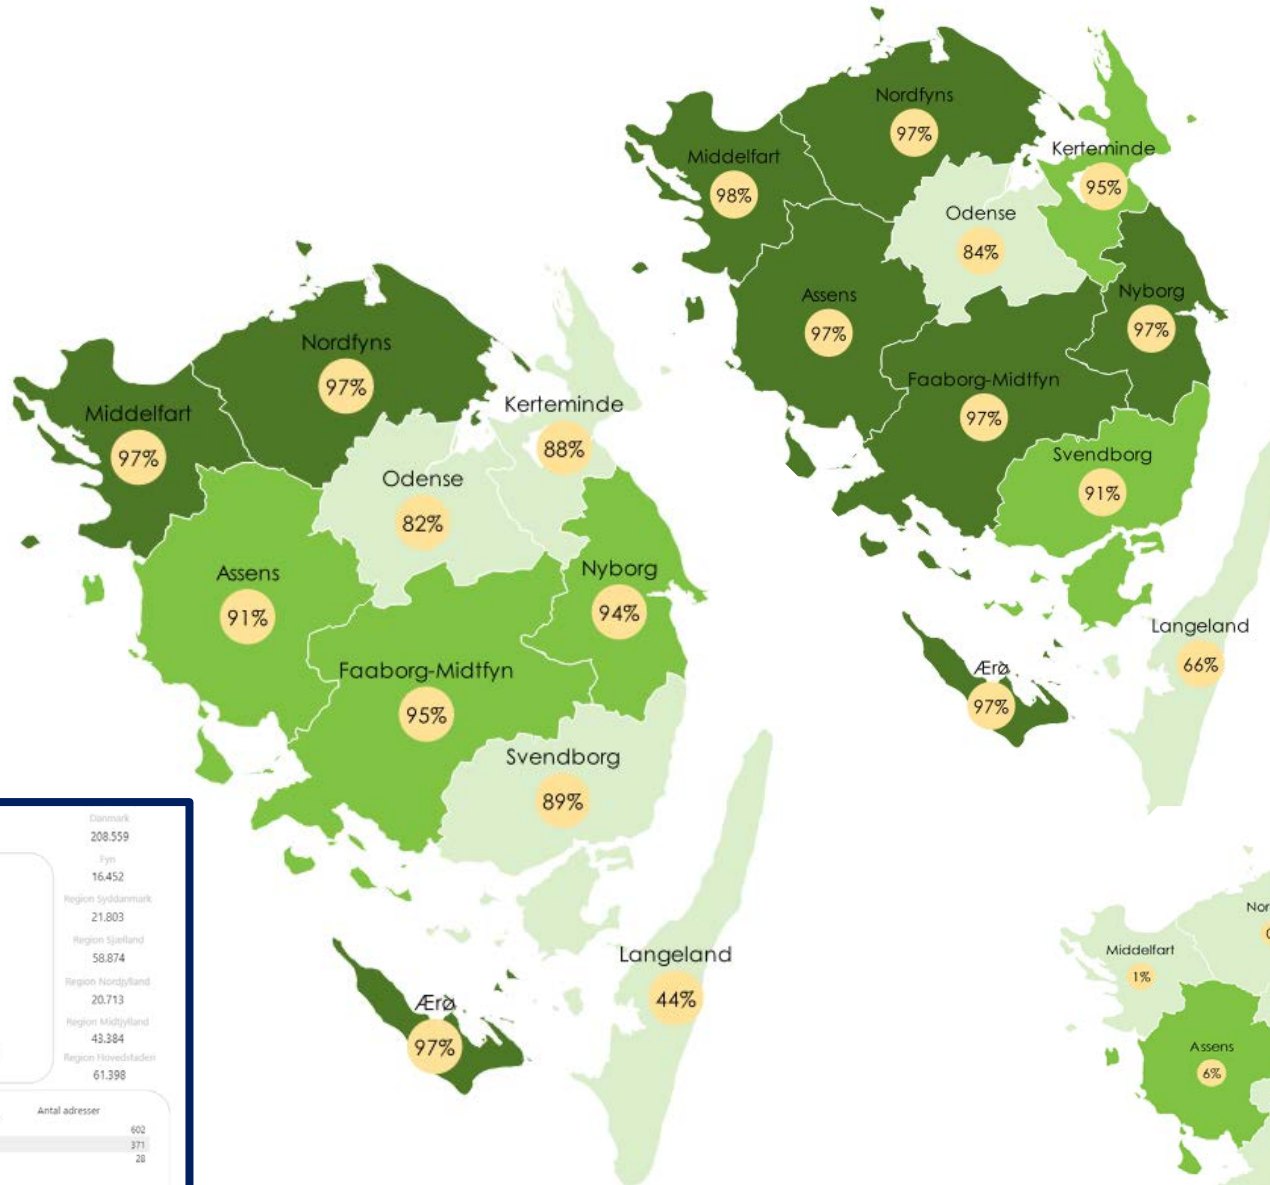 Nordfyns
97%
Middelfart
98%
Kerteminde
95%
Odense
84%
Assens
97%
Nyborg
97%
Faaborg-Midtfyn
97%
Svendborg
91%
Langeland
66%
Ærø
97%
Nordfyns
97%
Middelfart
97%
Kerteminde
88%
Odense
82%
Assens
91%
Nyborg
94%
Faaborg-Midtfyn
95%
Svendborg
89%
Langeland
44%
Ærø
97%
Danmark
208.559
Fyn
16.452
Region Syddanmark
21.803
Region Sjælland
58.874
Region Nordjylland
20.713
Region Midtjylland
43.384
Region Hovedstaden
61.398
Antal adresser
602
371
28
Nor
Middelfart
1%
Assens
6%